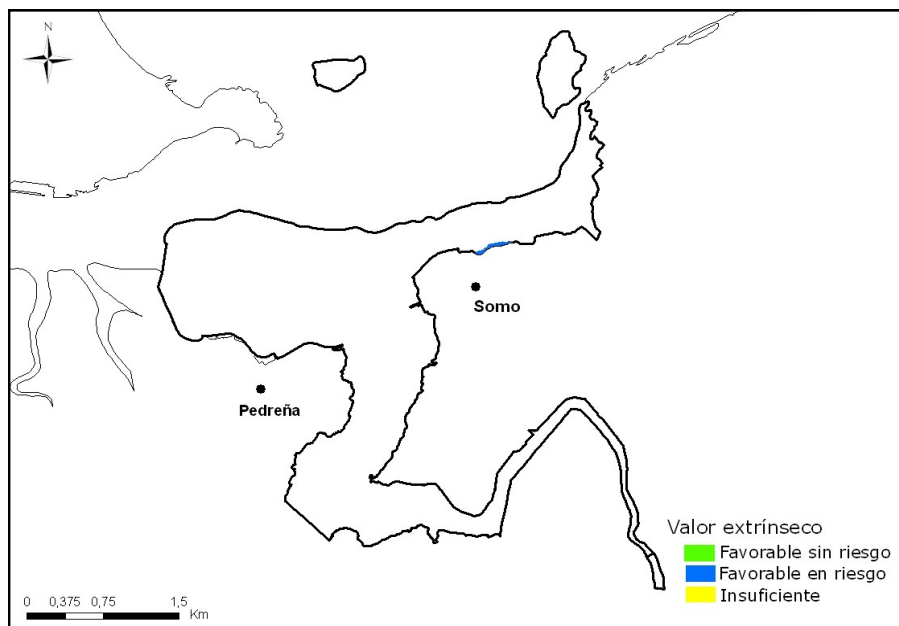 N
Somo
Pedreña
Valor extrínseco
Favorable sin riesgo
Favorable en riesgo
Insuficiente
0 0,375 0,75 1,5
Km